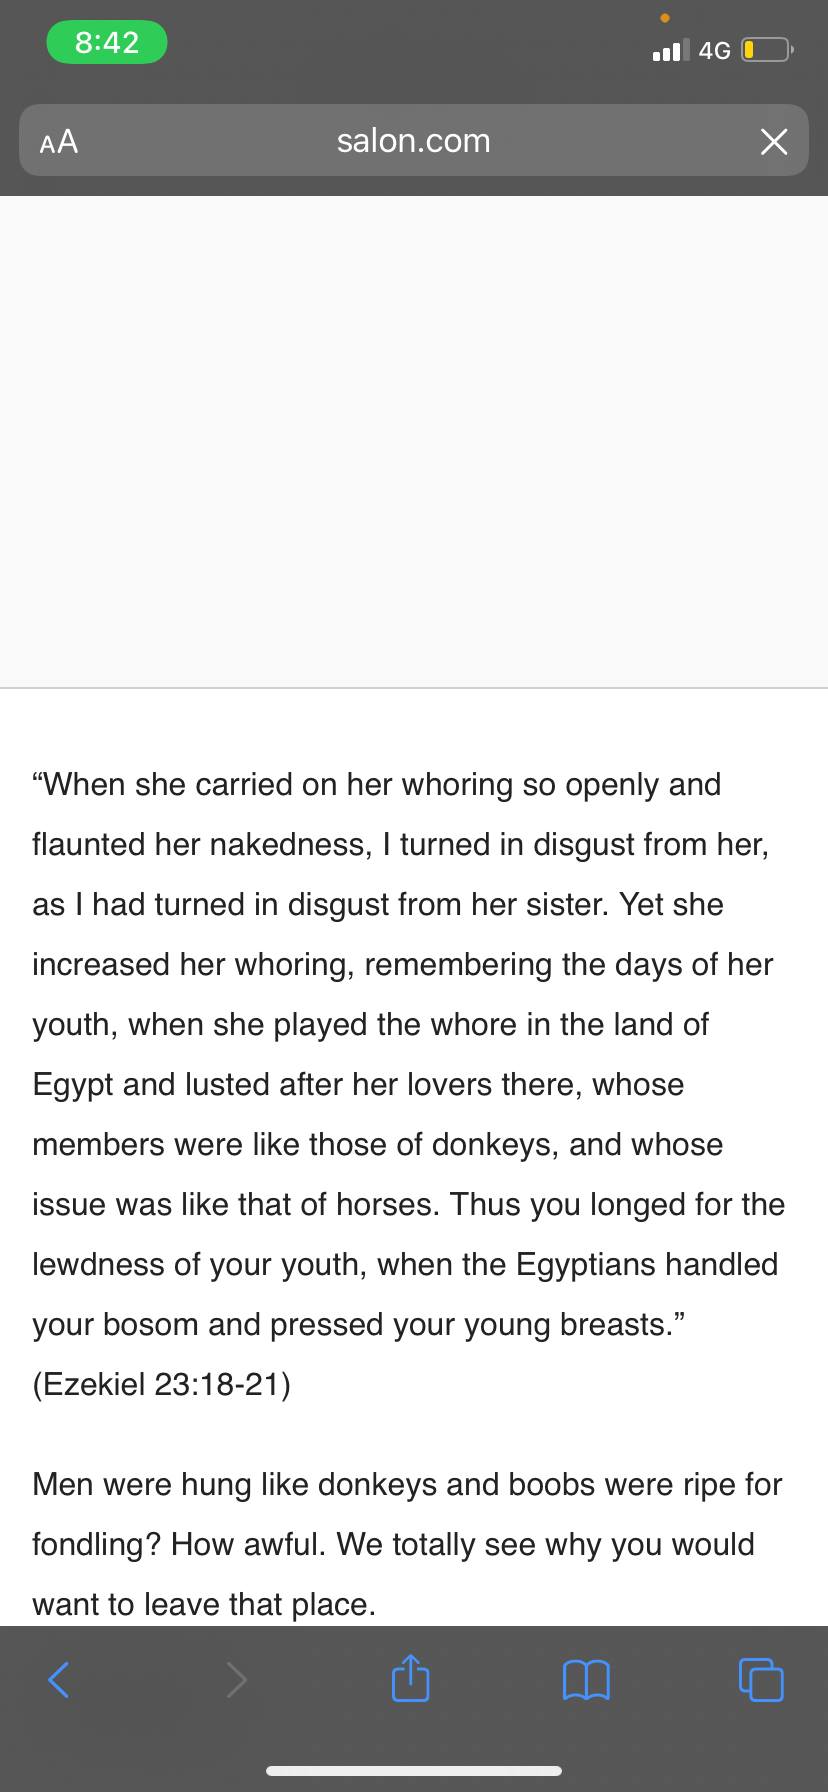 8:42
4G
AA
salon.com
“When she carried on her whoring so openly and
flaunted her nakedness, I turned in disgust from her,
as I had turned in disgust from her sister. Yet she
increased her whoring, remembering the days of her
youth, when she played the whore in the land of
Egypt and lusted after her lovers there, whose
members were like those of donkeys, and whose
issue was like that of horses. Thus you longed for the
lewdness of your youth, when the Egyptians handled
your bosom and pressed your young breasts.”
(Ezekiel 23:18-21)
Men were hung like donkeys and boobs were ripe for
fondling? How awful. We totally see why you would
want to leave that place.